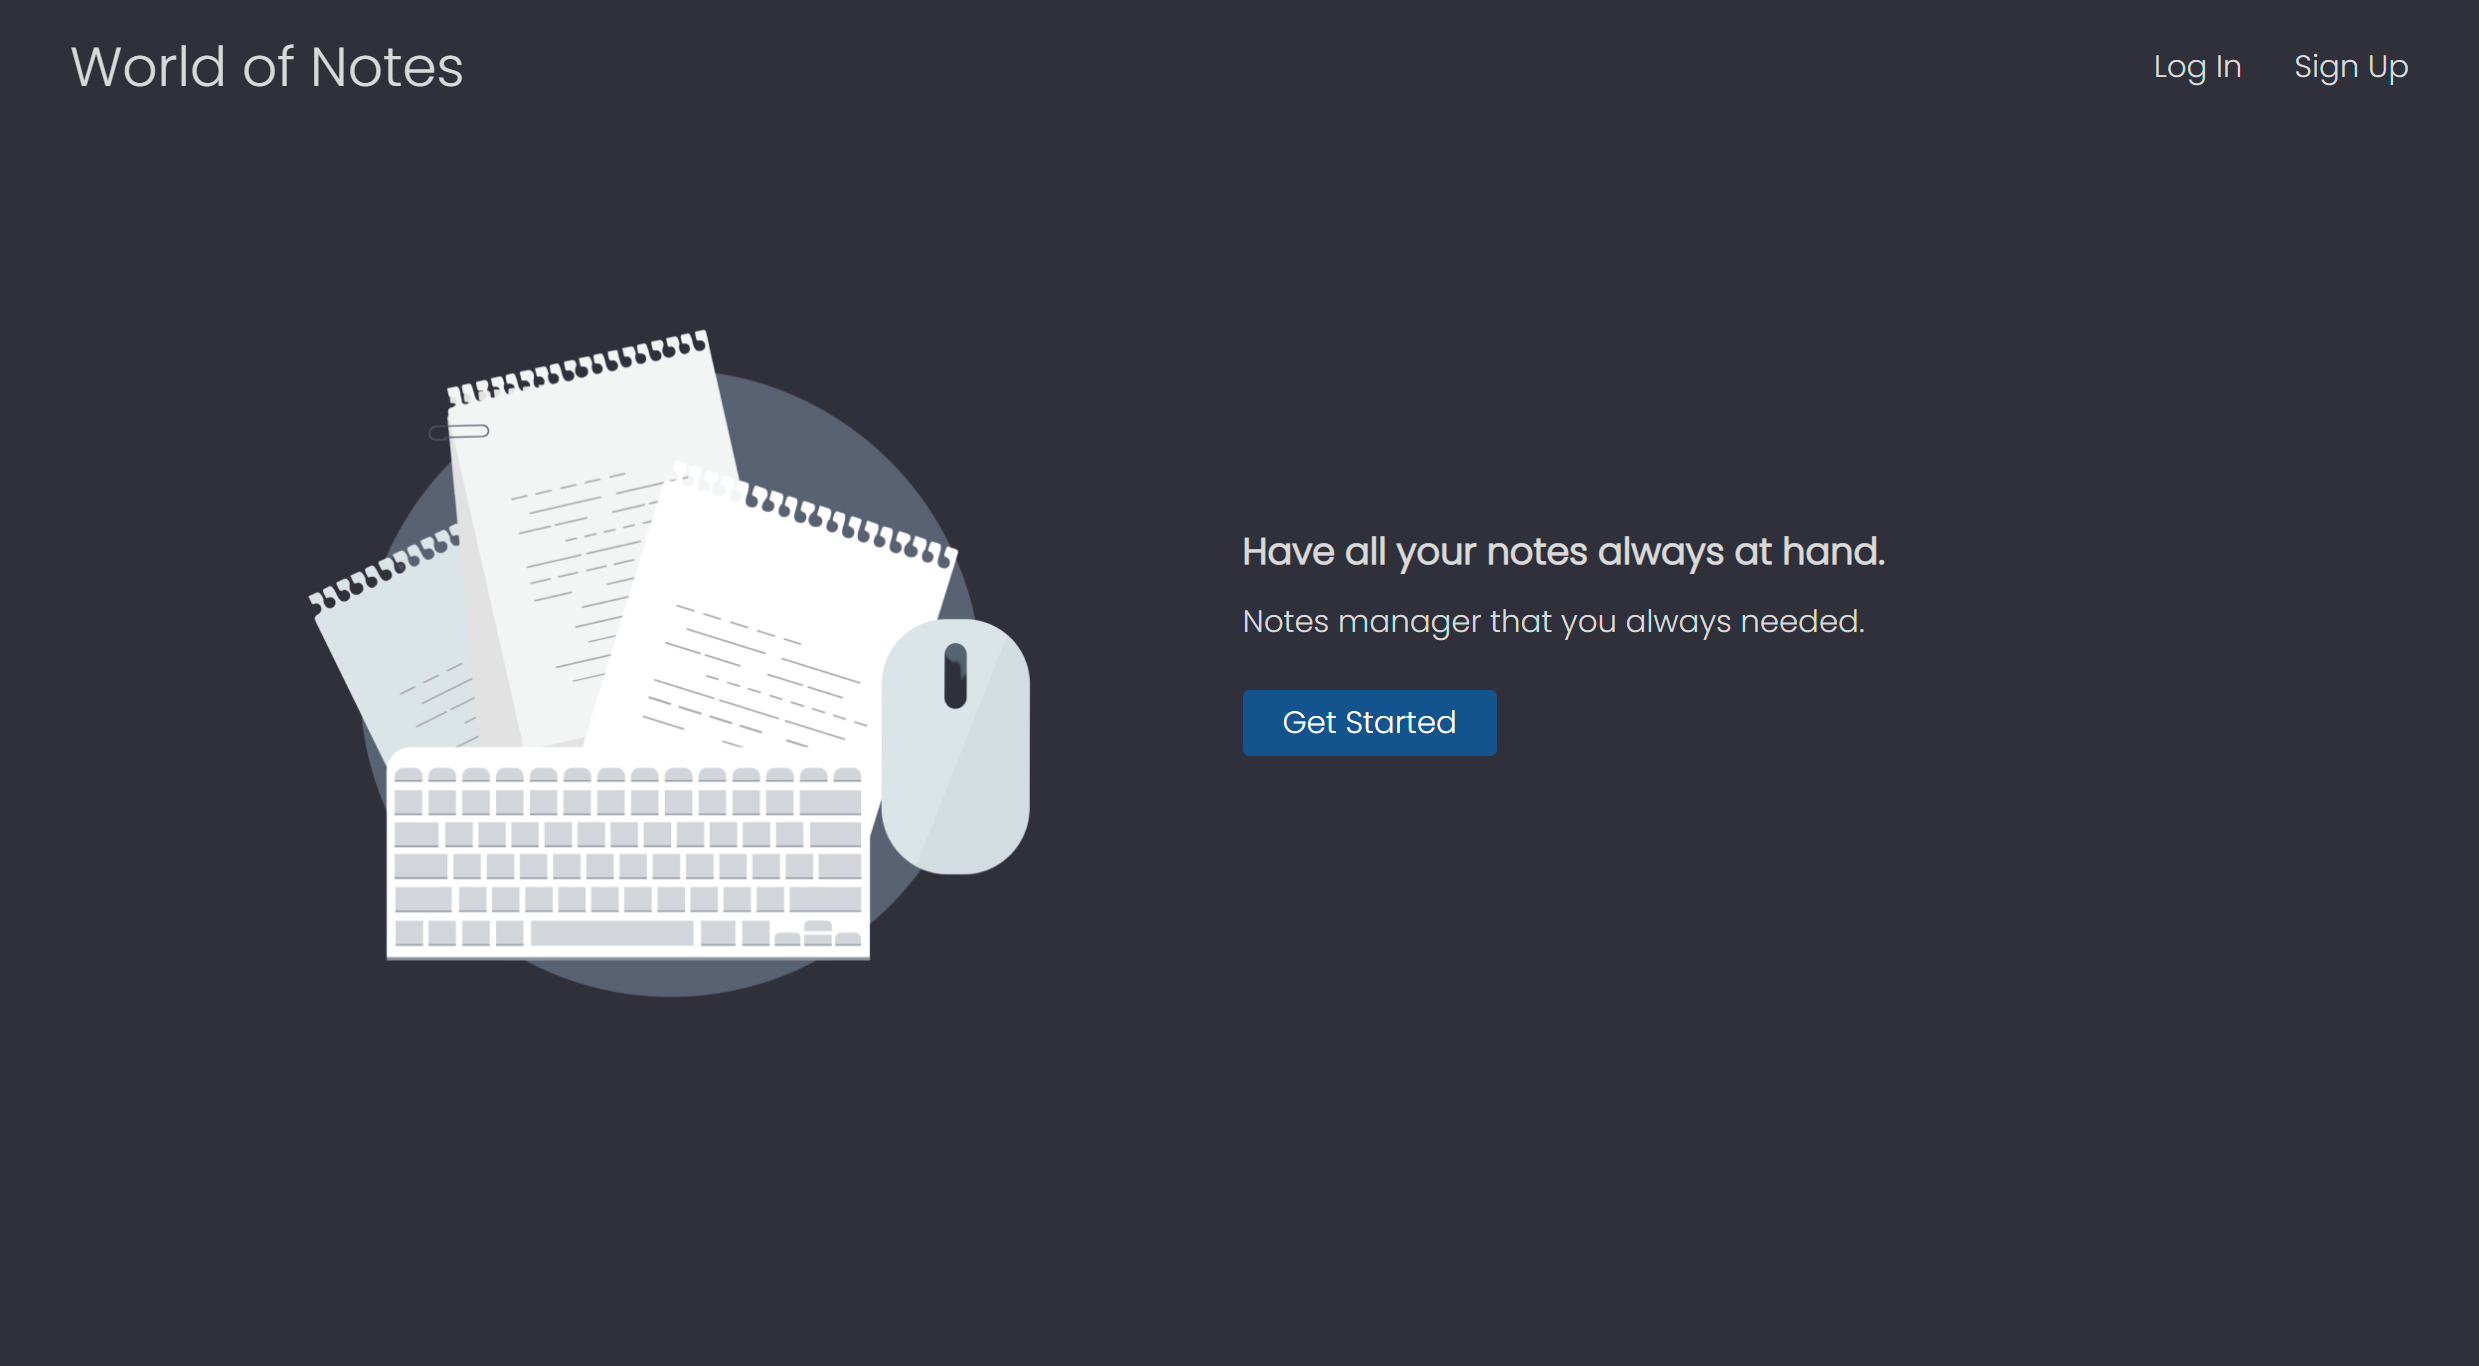 World of Notes
Log In
Sign Up
Have all your notes always at hand.
Notes manager that you always needed.
Get Started